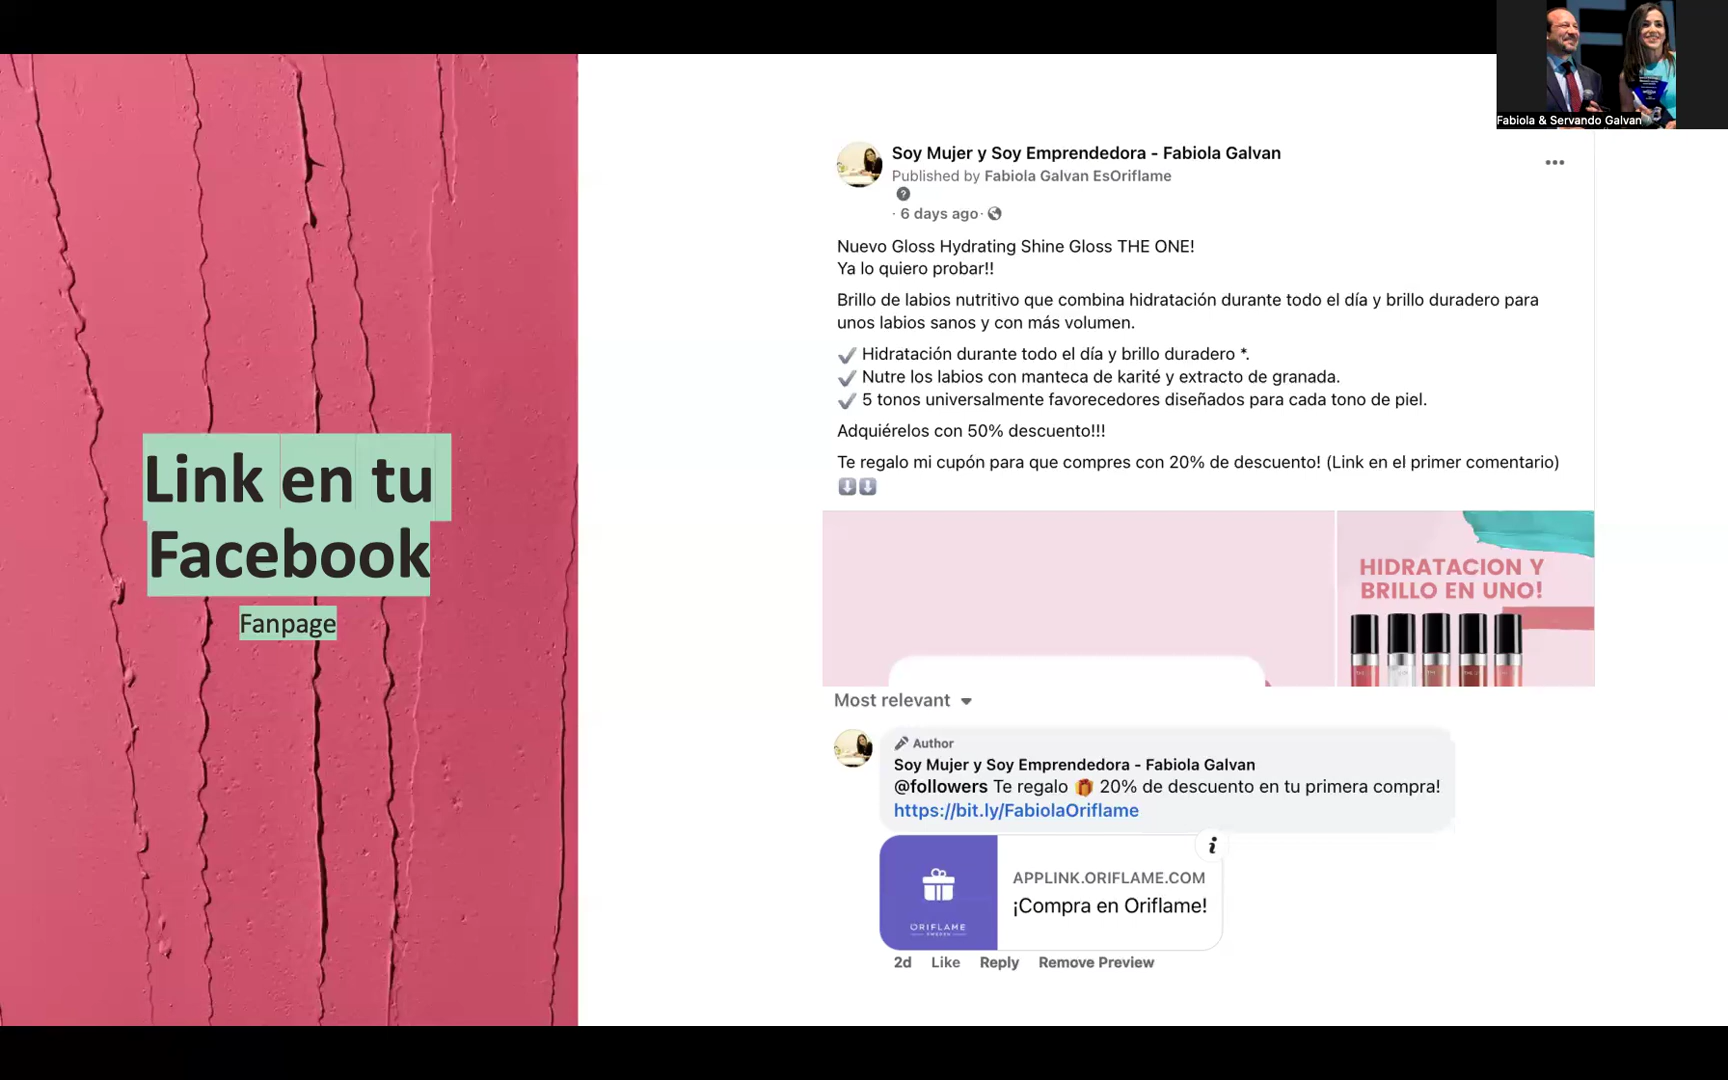 Fabiola & Servando Galvan
Link en tu
Facebook
Fanpage
Soy Mujer y Soy Emprendedora - Fabiola Galvan
Published by Fabiola Galvan EsOriflame
· 6 days ago ·
Nuevo Gloss Hydrating Shine Gloss THE ONE!
Ya lo quiero probar!!
Brillo de labios nutritivo que combina hidratación durante todo el día y brillo duradero para
unos labios sanos y con más volumen.
✔ Hidratación durante todo el día y brillo duradero *.
✔ Nutre los labios con manteca de karité y extracto de granada.
✔ 5 tonos universalmente favorecedores diseñados para cada tono de piel.
Adquiérelos con 50% descuento!!!
Te regalo mi cupón para que compres con 20% de descuento! (Link en el primer comentario)
⬇⬇
HIDRATACION Y
BRILLO EN UNO!
Most relevant
Author
Soy Mujer y Soy Emprendedora - Fabiola Galvan
@followers Te regalo 🎁 20% de descuento en tu primera compra!
https://bit.ly/FabiolaOriflame
ORIFLAME
SWEDEN
APPLINK.ORIFLAME.COM
¡Compra en Oriflame!
2d Like Reply Remove Preview